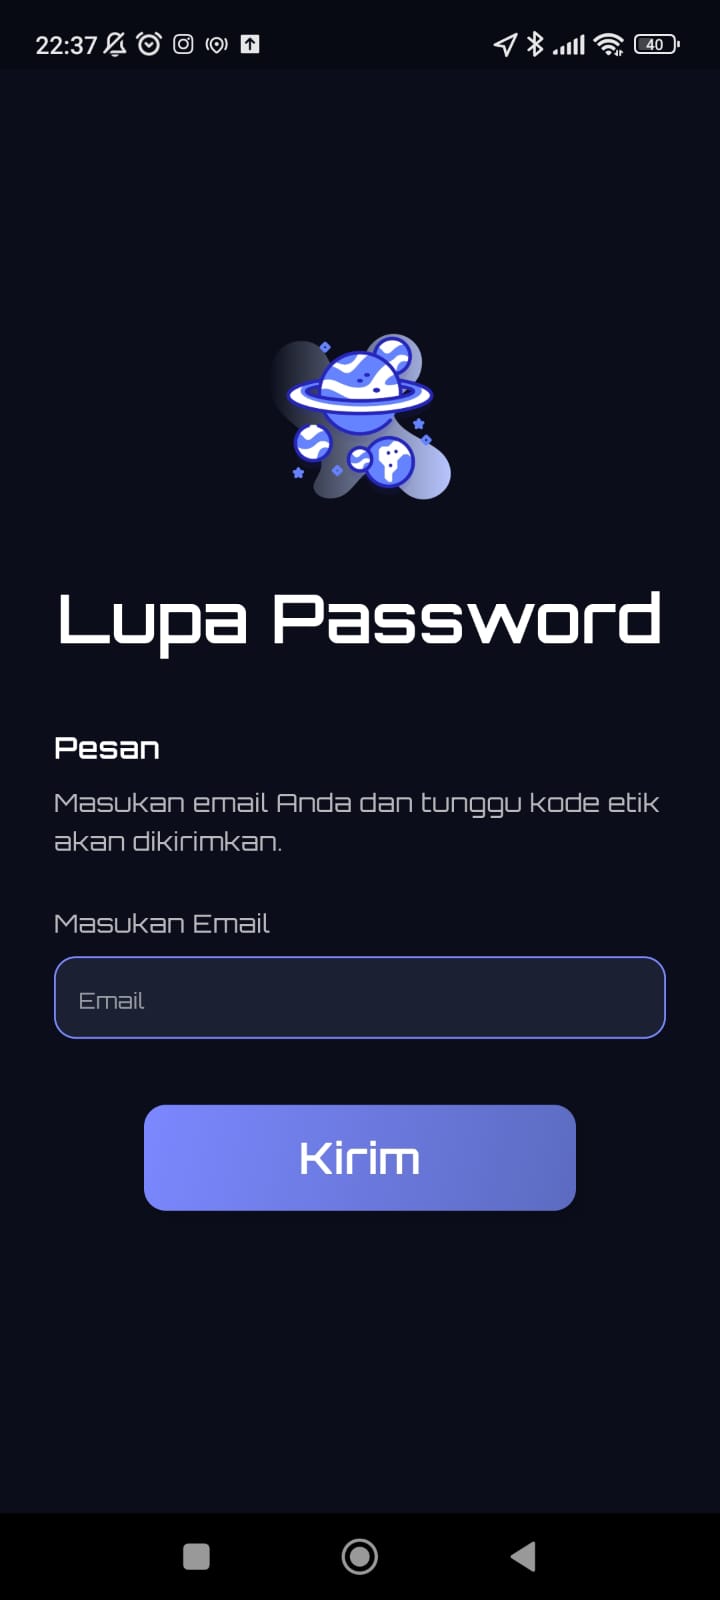 22:37
40
Lupa Password
Pesan
Masukan email Anda dan tunggu kode etik
akan dikirimkan.
Masukan Email
Email
Kirim